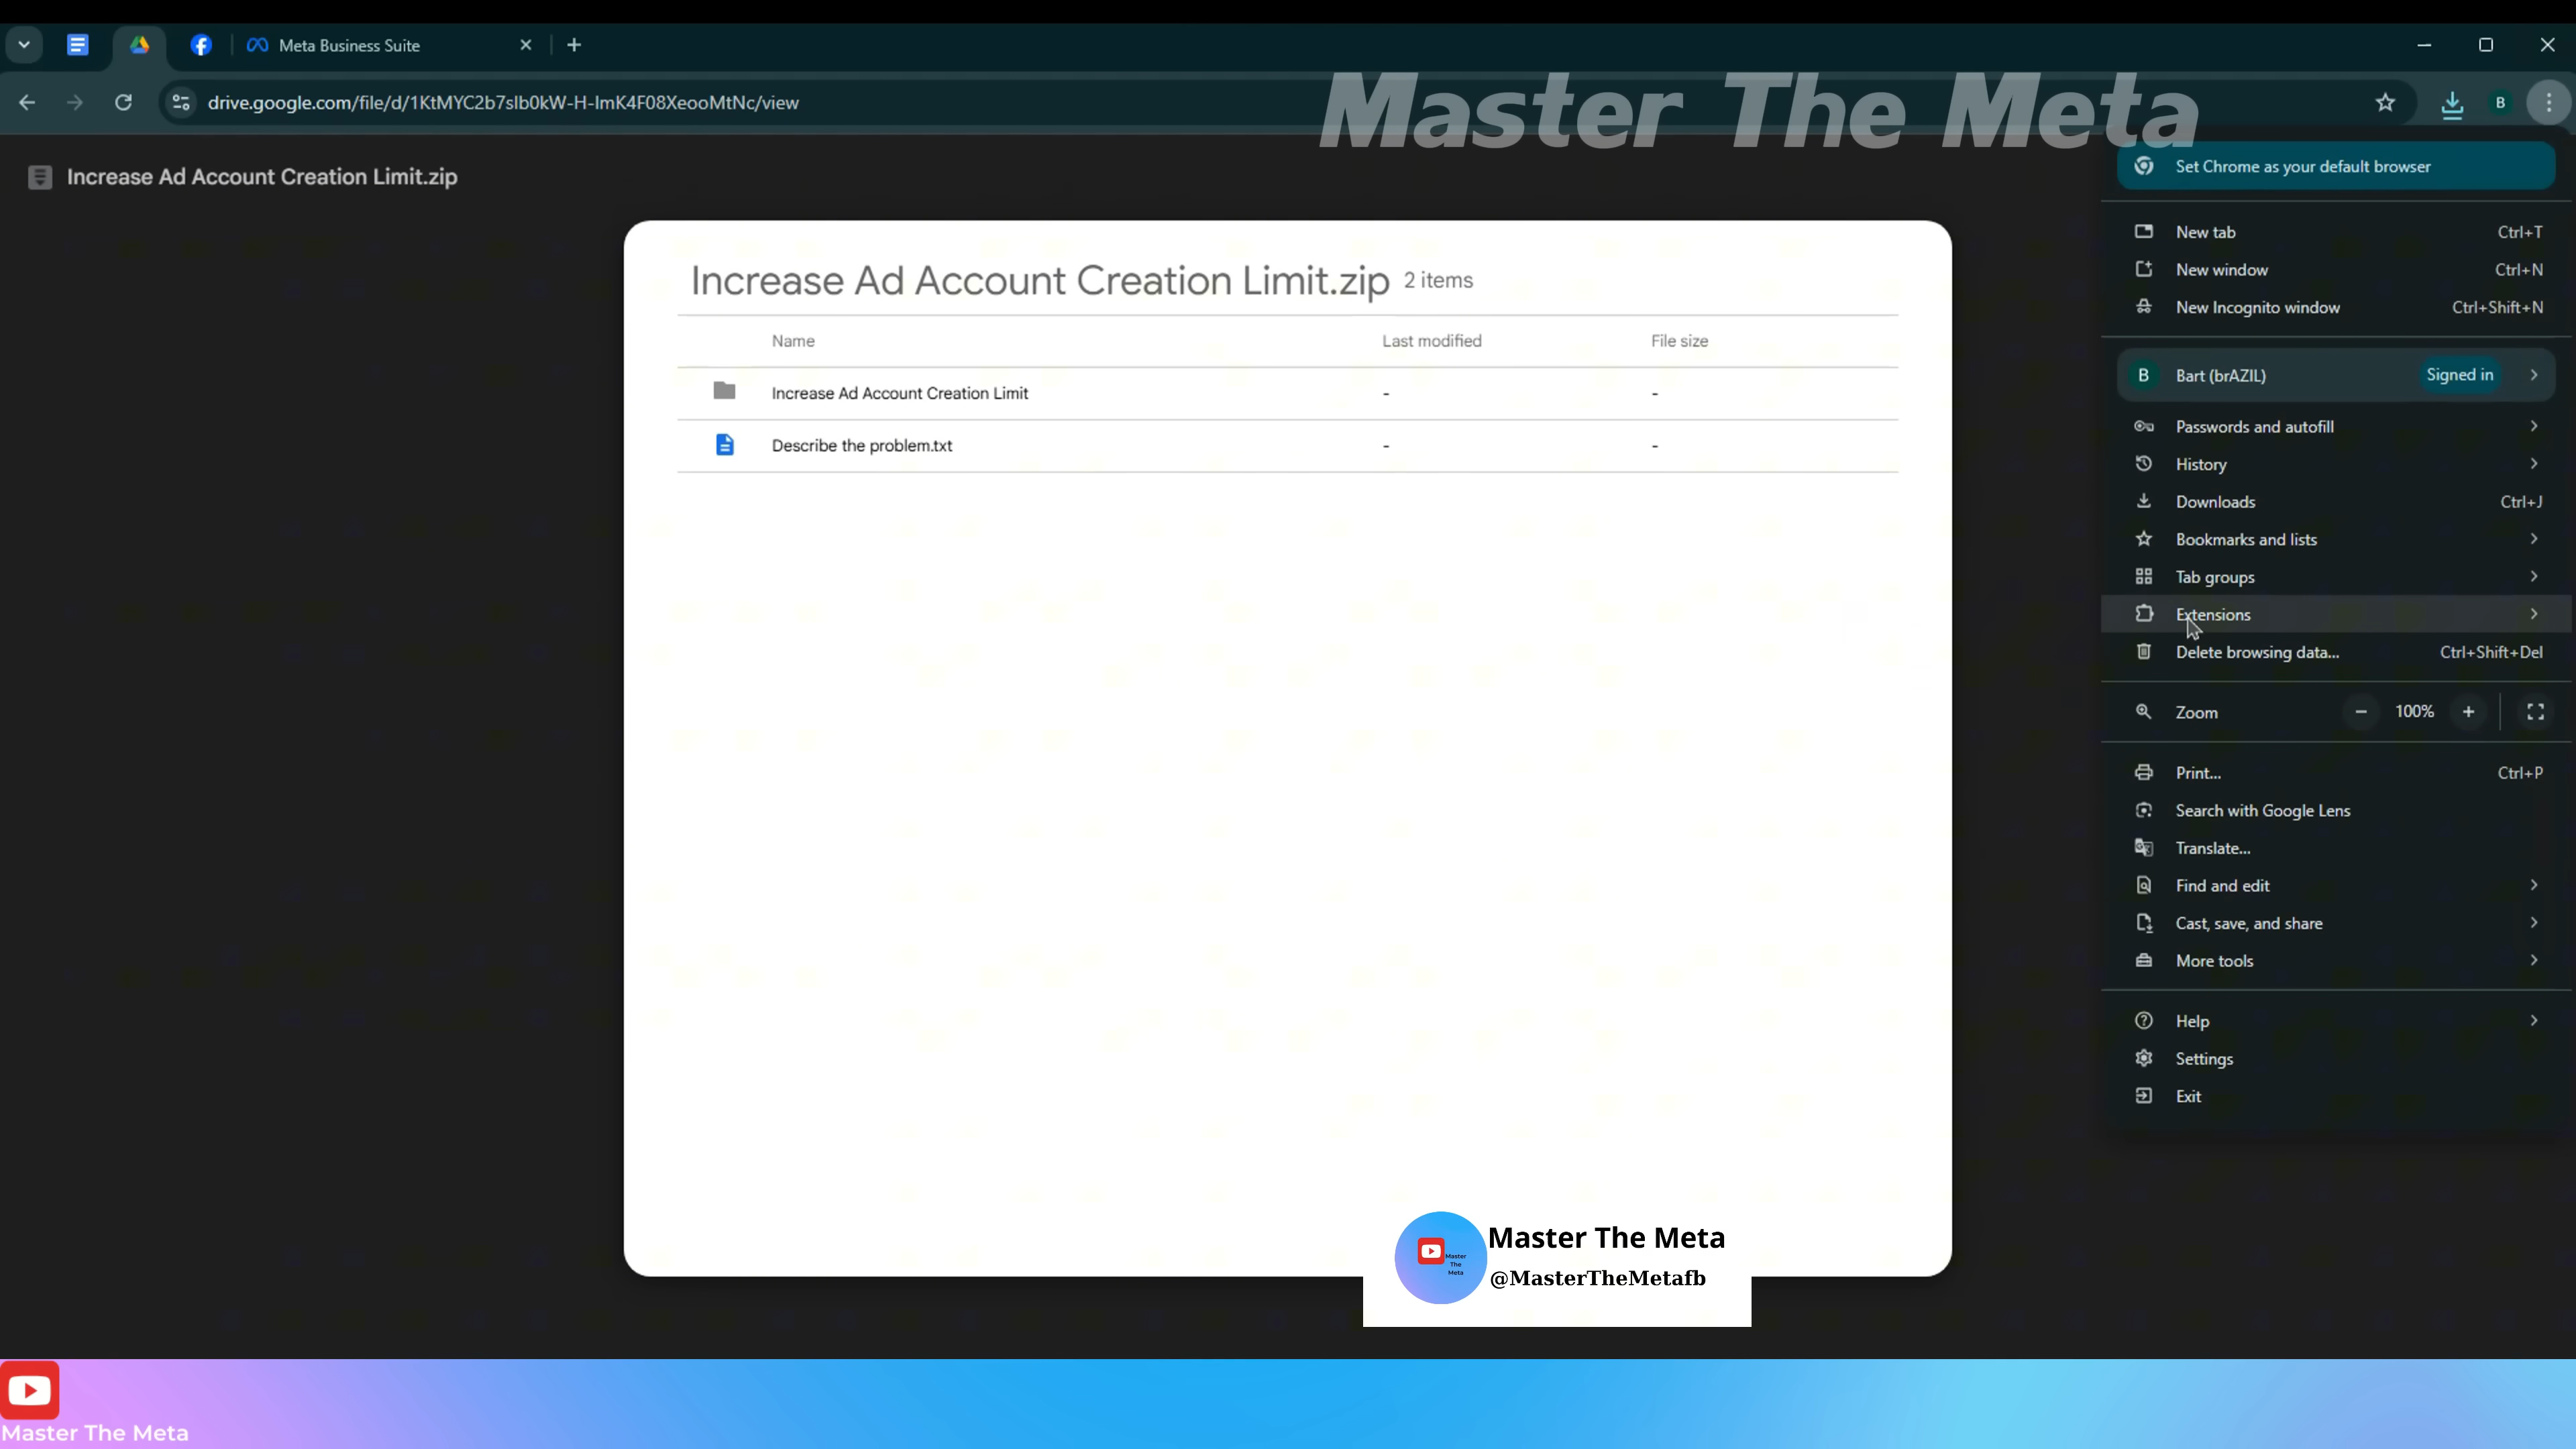 Meta Business Suite
drive.google.com/file/d/1KtMYC2b7slb0kW-H-ImK4F08XeooMtNc/view
B
Master The Meta
Increase Ad Account Creation Limit.zip
Increase Ad Account Creation Limit.zip 2 items
Name Last modified File size
Increase Ad Account Creation Limit - -
Describe the problem.txt - -
Set Chrome as your default browser
New tab Ctrl+T
New window Ctrl+N
New Incognito window Ctrl+Shift+N
B Bart (brAZIL) Signed in
Passwords and autofill
History
Downloads Ctrl+J
Bookmarks and lists
Tab groups
Extensions
Delete browsing data... Ctrl+Shift+Del
Zoom − 100% +
Print... Ctrl+P
Search with Google Lens
Translate...
Find and edit
Cast, save, and share
More tools
Help
Settings
Exit
Master
The
Meta
Master The Meta
@MasterTheMetafb
Master The Meta